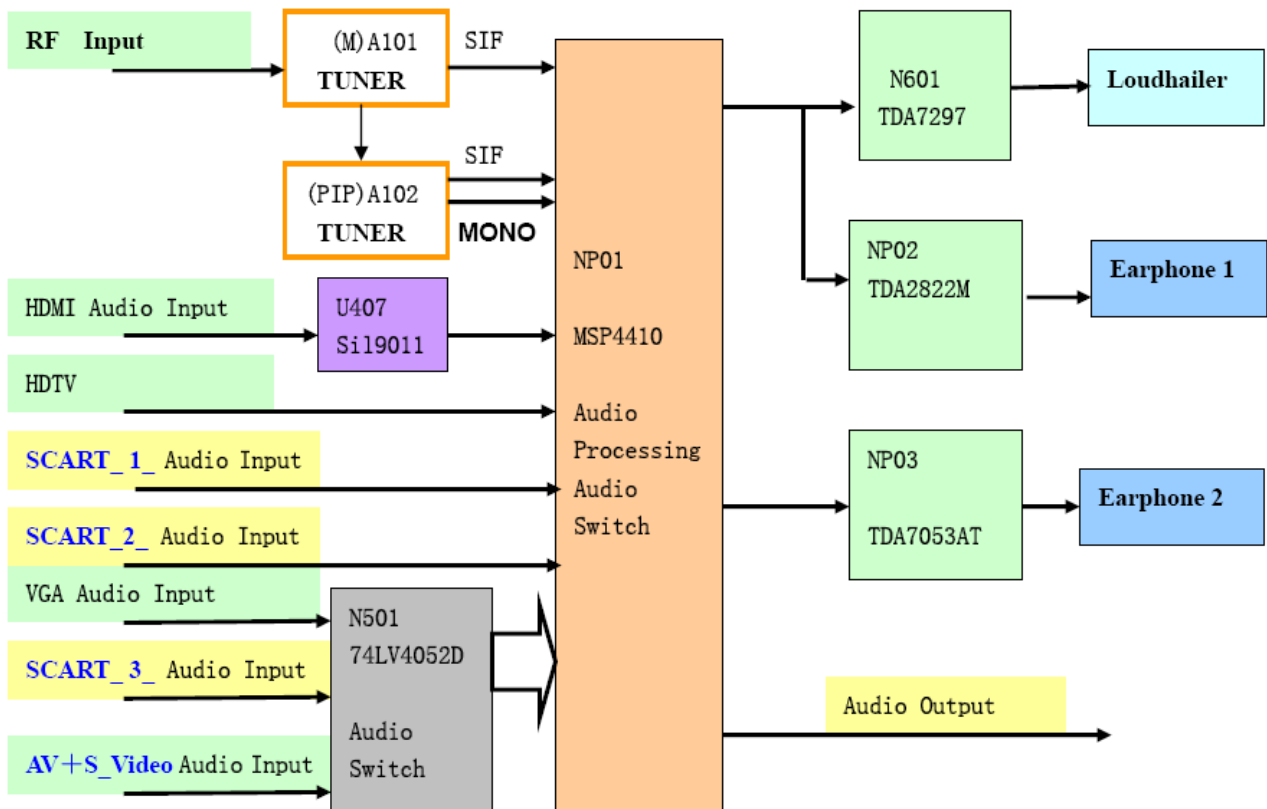 RF Input
(M)A101
TUNER
SIF
(PIP)A102
TUNER
SIF
MONO
HDMI Audio Input
U407
Sil9011
HDTV
SCART_1_ Audio Input
SCART_2_ Audio Input
VGA Audio Input
SCART_3_ Audio Input
AV+S_Video Audio Input
N501
74LV4052D
Audio
Switch
NP01
MSP4410
Audio
Processing
Audio
Switch
N601
TDA7297
Loudhailer
NP02
TDA2822M
Earphone 1
NP03
TDA7053AT
Earphone 2
Audio Output